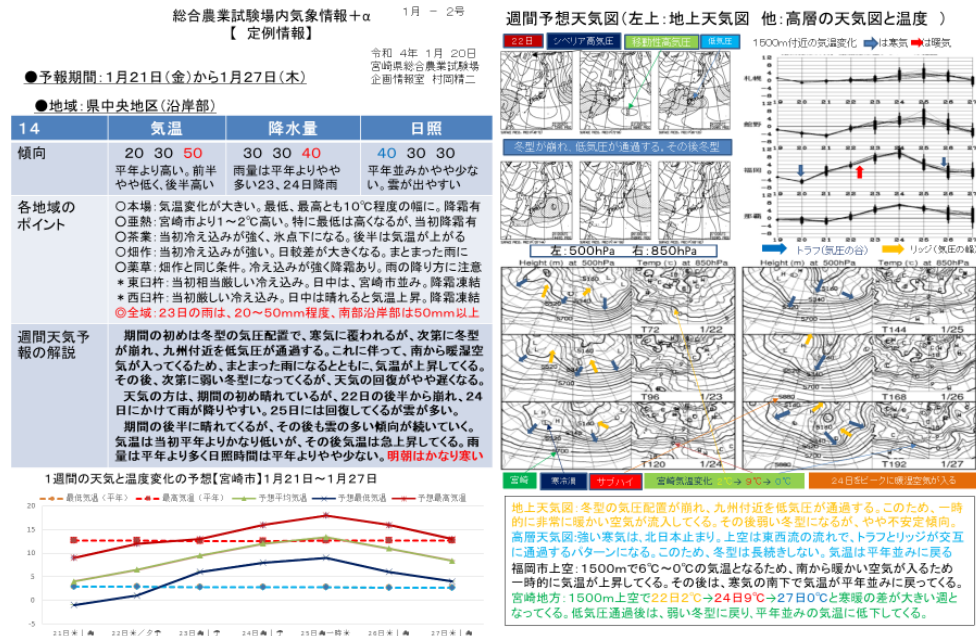 総合農業試験場内気象情報+α
1月 － 2号
【 定例情報】
令和 4年 1月 20日
宮崎県総合農業試験場
企画情報室 村岡精二
●予報期間:1月21日(金)から1月27日(木)
●地域:県中央地区(沿岸部)
14 気温 降水量 日照
傾向 20 30 50 30 30 40 40 30 30
平年より高い。前半やや低く、後半高い
雨量は平年よりやや多い23、24日降雨
平年並みかやや少ない。雲が出やすい
各地域のポイント
○本場:気温変化が大きい。最低、最高とも10℃程度の幅に。降霜有
○亜熱:宮崎市より1～2℃高い。特に最低は高くなるが、当初降霜有
○茶業:当初冷え込みが強く、氷点下になる。後半は気温が上がる
○畑作:当初冷え込みが強い。日較差が大きくなる。まとまった雨に
○薬草:畑作と同じ条件。冷え込みが強く降霜あり。雨の降り方に注意
＊東臼杵:当初相当厳しい冷え込み。日中は、宮崎市並み。降霜凍結
＊西臼杵:当初厳しい冷え込み。日中は晴れると気温上昇。降霜凍結
◎全域:23日の雨は、20～50mm程度、南部沿岸部は50mm以上
週間天気予報の解説
期間の初めは冬型の気圧配置で、寒気に覆われるが、次第に冬型
が崩れ、九州付近を低気圧が通過する。これに伴って、南から暖湿空
気が入ってくるため、まとまった雨になるとともに、気温が上昇してくる。
その後、次第に弱い冬型になってくるが、天気の回復がやや遅くなる。
天気の方は、期間の初め晴れているが、22日の後半から崩れ、24
日にかけて雨が降りやすい。25日には回復してくるが雲が多い。
期間の後半に晴れてくるが、その後も雲の多い傾向が続いていく。
気温は当初平年よりかなり低いが、その後気温は急上昇してくる。雨
量は平年より多く日照時間は平年よりやや少ない。明朝はかなり寒い
1週間の天気と温度変化の予想【宮崎市】1月21日～1月27日
最低気温(平年) 最高気温(平年) 予想平均気温 予想最低気温 予想最高気温
20
15
10
5
0
-5
週間予想天気図(左上:地上天気図 他:高層の天気図と温度 )
22日 シベリア高気圧 移動性高気圧 低気圧
1500m付近の気温変化 は寒気 は暖気
札幌
館野
福岡
那覇
19 20 21 22 23 24 25 26 27
冬型が崩れ、低気圧が通過する、その後冬型
左:500hPa 右:850hPa
トラフ(気圧の谷) リッジ(気圧の峰)
Height (m) at 500hPa Temp (℃) at 850hPa Height (m) at 500hPa Temp (℃) at 850hPa
T72 1/22 T144 1/25
T96 1/23 T168 1/26
T120 1/24 T192 1/27
宮崎 寒冷渦 サブハイ 宮崎気温変化 2℃→9℃→0℃ 24日をピークに暖湿空気が入る
地上天気図:冬型の気圧配置が崩れ、九州付近を低気圧が通過する。このため、一時
的に非常に暖かい空気が流入してくる。その後弱い冬型になるが、やや不安定傾向。
高層天気図:強い寒気は、北日本止まり。上空は東西流の流れで、トラフとリッジが交互
に通過するパターンになる。このため、冬型は長続きしない。気温は平年並みに戻る
福岡市上空:1500mで6℃～0℃の気温となるため、南から暖かい空気が入るため
一時的に気温が上昇してくる。その後は、寒気の南下で気温が平年並みに戻ってくる。
宮崎地方:1500m上空で22日2℃→24日9℃→27日0℃と寒暖の差が大きい週と
なってくる。低気圧通過後は、弱い冬型に戻り、平年並みの気温に低下してくる。